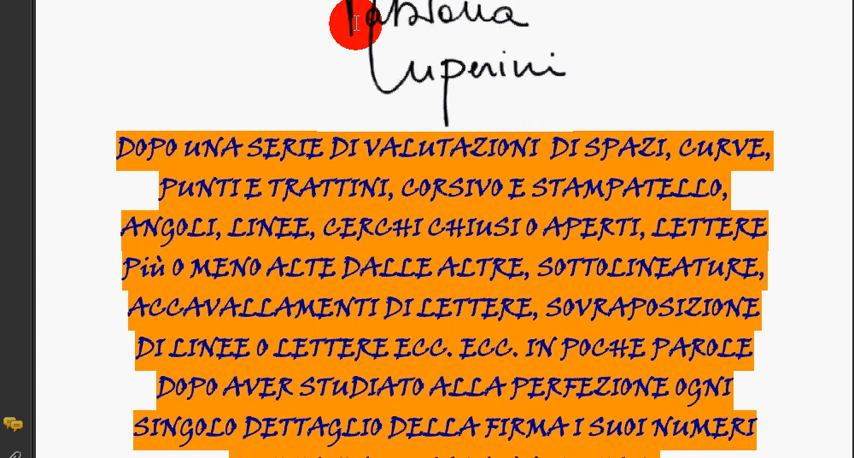 Fabiana
Luperini
DOPO UNA SERIE DI VALUTAZIONI DI SPAZI, CURVE,
PUNTI E TRATTINI, CORSIVO E STAMPATELLO,
ANGOLI, LINEE, CERCHI CHIUSI O APERTI, LETTERE
Più O MENO ALTE DALLE ALTRE, SOTTOLINEATURE,
ACCAVALLAMENTI DI LETTERE, SOVRAPOSIZIONE
DI LINEE O LETTERE ECC. ECC. IN POCHE PAROLE
DOPO AVER STUDIATO ALLA PERFEZIONE OGNI
SINGOLO DETTAGLIO DELLA FIRMA I SUOI NUMERI